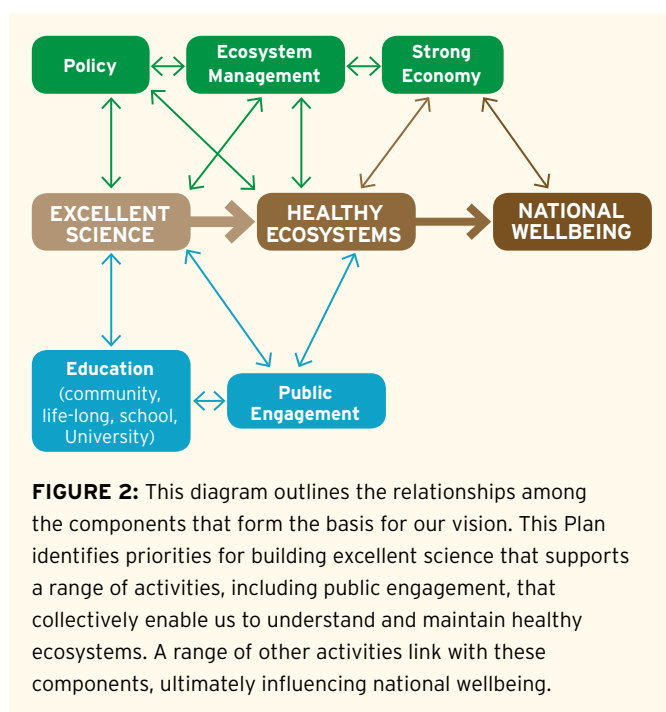 Policy
Ecosystem
Management
Strong
Economy
EXCELLENT
SCIENCE
HEALTHY
ECOSYSTEMS
NATIONAL
WELLBEING
Education
(community,
life-long, school,
University)
Public
Engagement
FIGURE 2: This diagram outlines the relationships among
the components that form the basis for our vision. This Plan
identifies priorities for building excellent science that supports
a range of activities, including public engagement, that
collectively enable us to understand and maintain healthy
ecosystems. A range of other activities link with these
components, ultimately influencing national wellbeing.